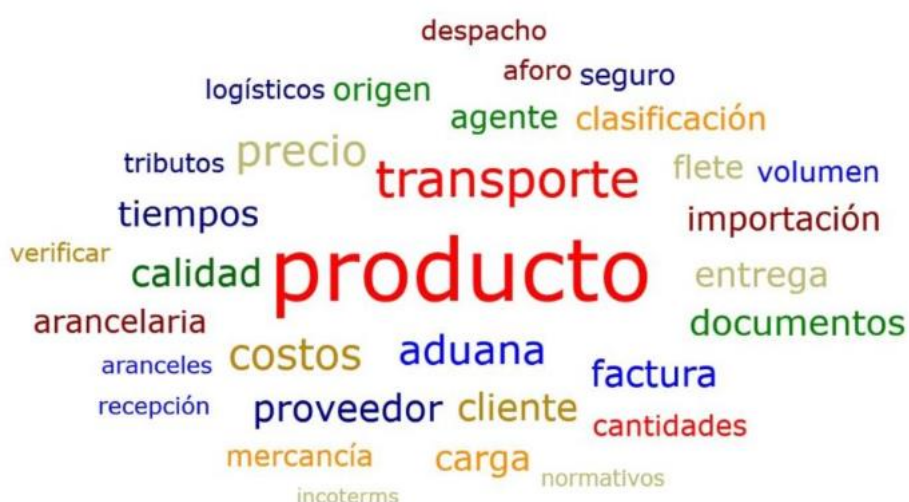 despacho
aforo seguro
logísticos origen
agente clasificación
precio
tributos
transporte
flete volumen
tiempos
importación
verificar
calidad
producto
entrega
arancelaria
documentos
costos aduana
aranceles
factura
recepción
proveedor cliente
cantidades
mercancía carga
normativos
incoterms